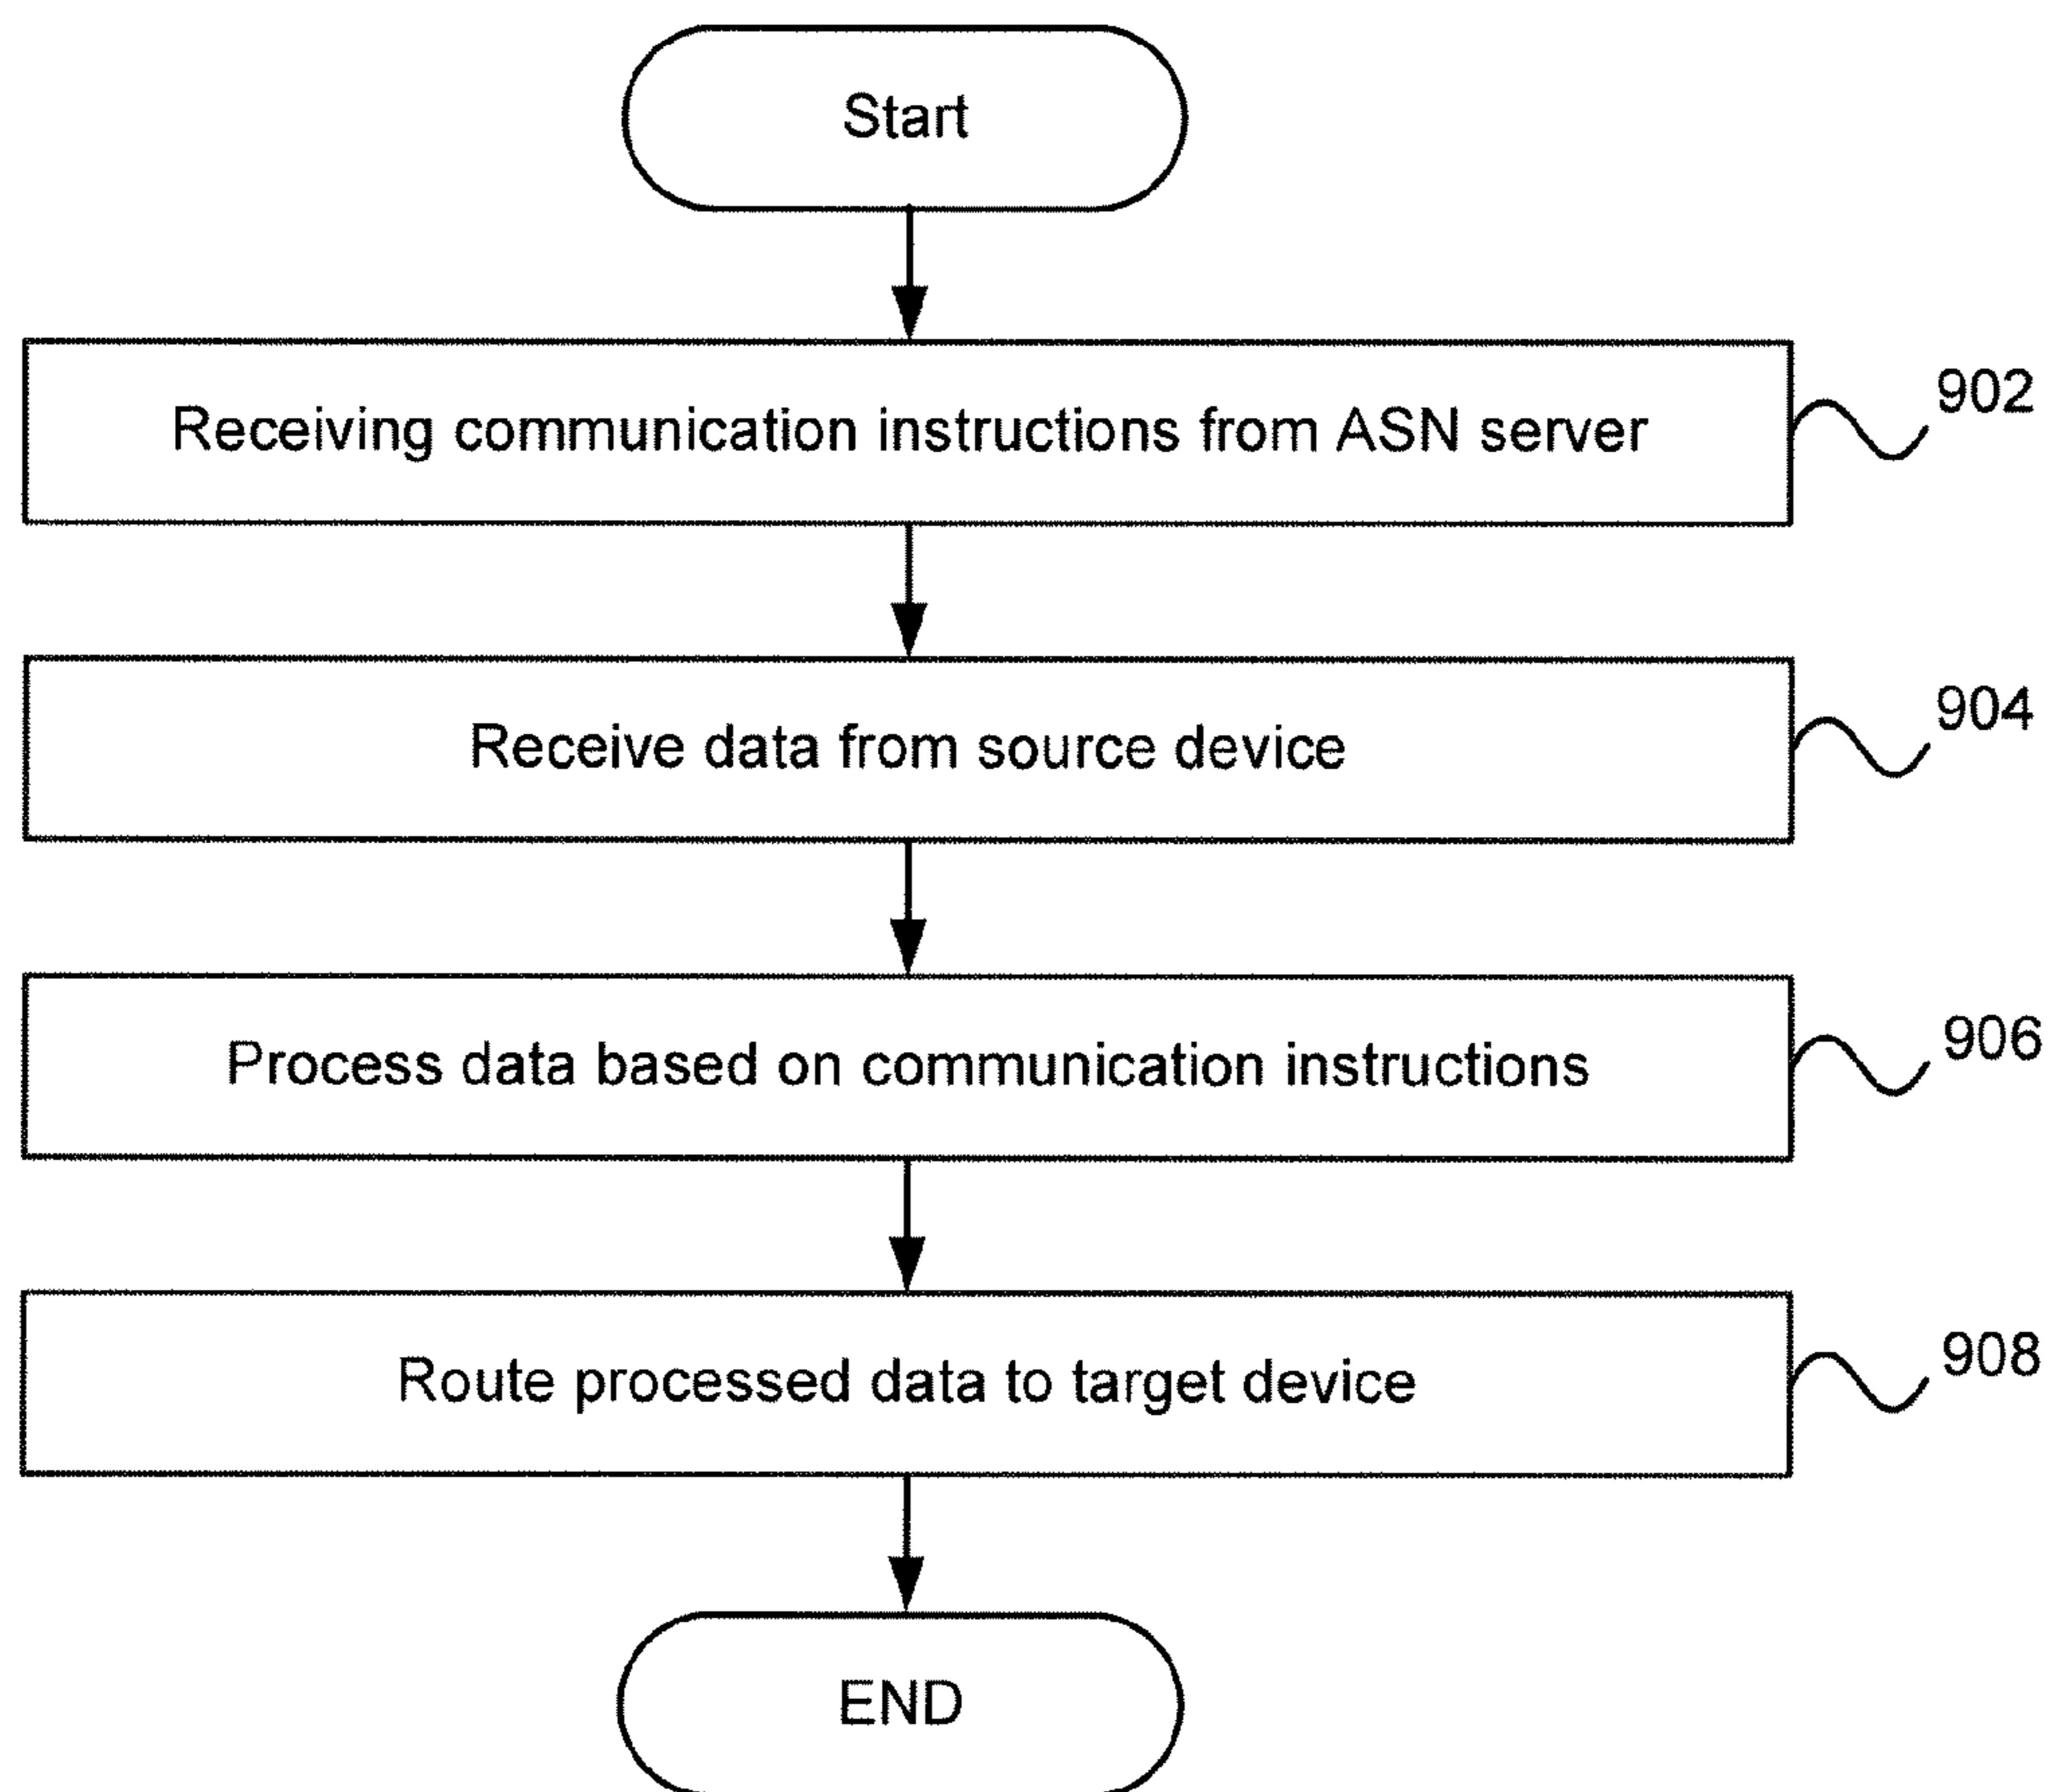 Start
Receiving communication instructions from ASN server
902
Receive data from source device
904
Process data based on communication instructions
906
Route processed data to target device
908
END